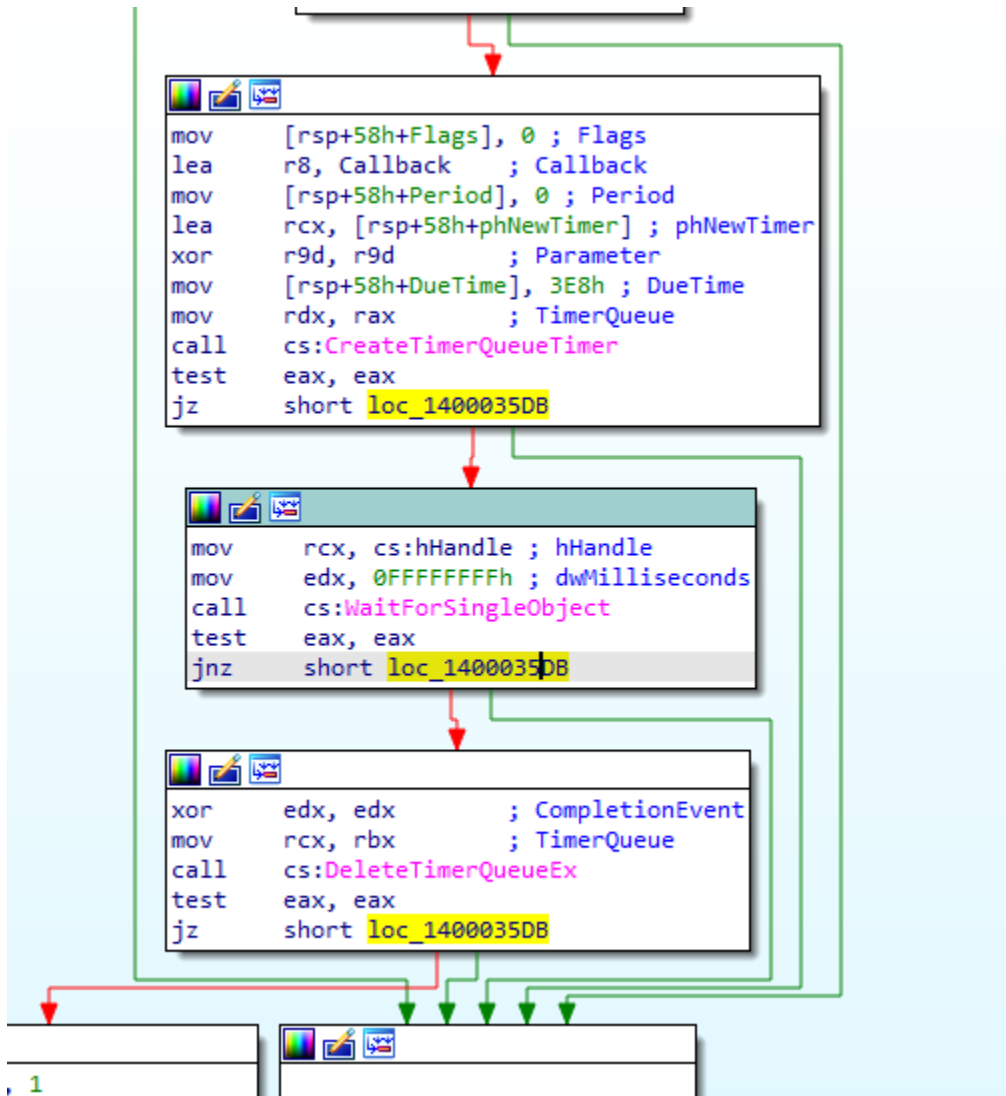 mov [rsp+58h+Flags], 0 ; Flags
lea r8, Callback ; Callback
mov [rsp+58h+Period], 0 ; Period
lea rcx, [rsp+58h+phNewTimer] ; phNewTimer
xor r9d, r9d ; Parameter
mov [rsp+58h+DueTime], 3E8h ; DueTime
mov rdx, rax ; TimerQueue
call cs:CreateTimerQueueTimer
test eax, eax
jz short loc_1400035DB
mov rcx, cs:hHandle ; hHandle
mov edx, 0FFFFFFFFh ; dwMilliseconds
call cs:WaitForSingleObject
test eax, eax
jnz short loc_1400035DB
xor edx, edx ; CompletionEvent
mov rcx, rbx ; TimerQueue
call cs:DeleteTimerQueueEx
test eax, eax
jz short loc_1400035DB
, 1